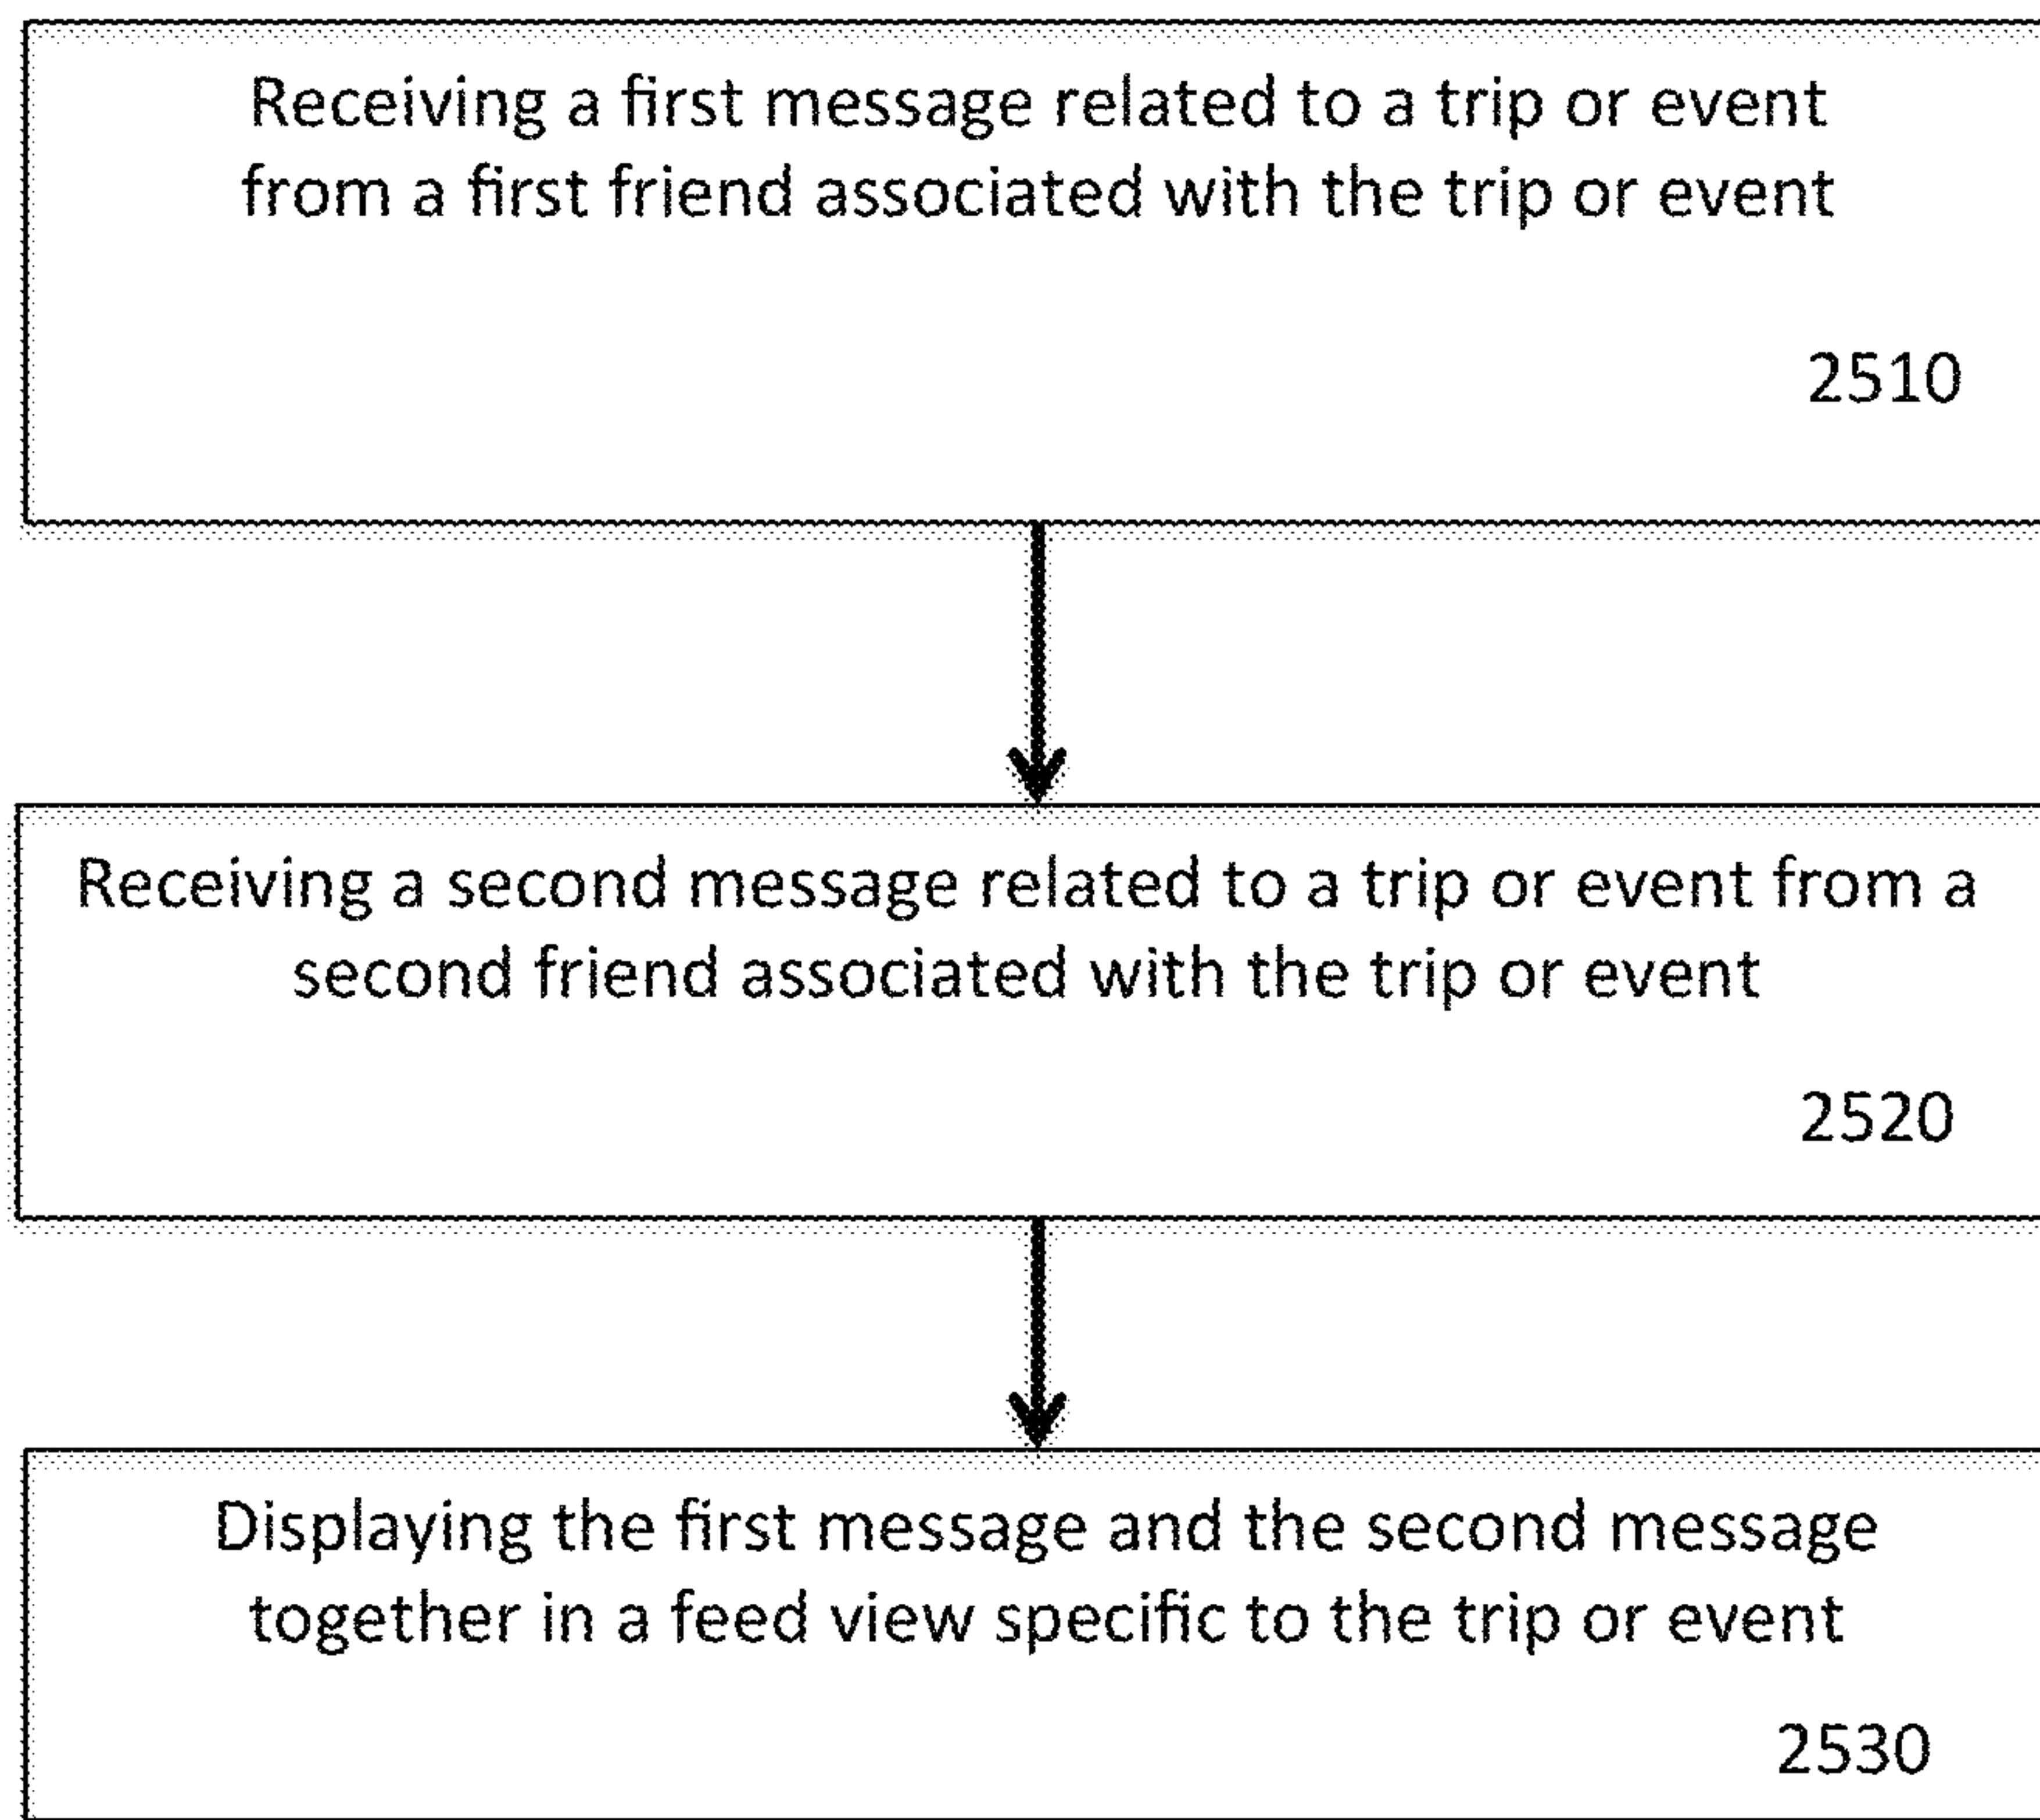 Receiving a first message related to a trip or event
from a first friend associated with the trip or event
2510
Receiving a second message related to a trip or event from a
second friend associated with the trip or event
2520
Displaying the first message and the second message
together in a feed view specific to the trip or event
2530